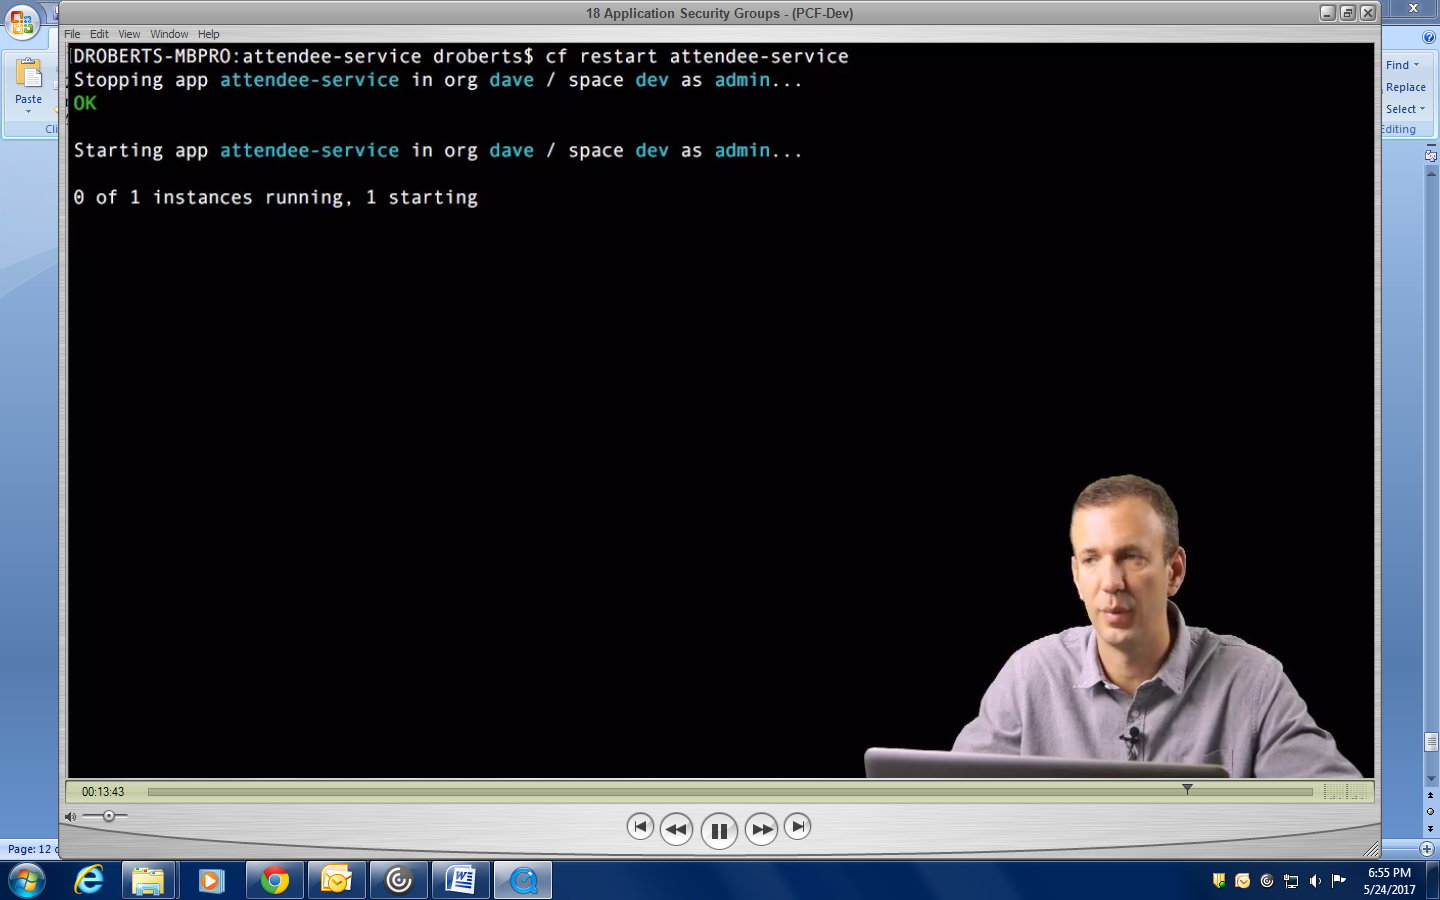 18 Application Security Groups - (PCF-Dev)
File Edit View Window Help
DROBERTS-MBPRO:attendee-service droberts$ cf restart attendee-service
Stopping app attendee-service in org dave / space dev as admin...
OK
Starting app attendee-service in org dave / space dev as admin...
0 of 1 instances running, 1 starting
Paste
Find
Replace
Select
Editing
00:13:43
Page: 12
6:55 PM
5/24/2017